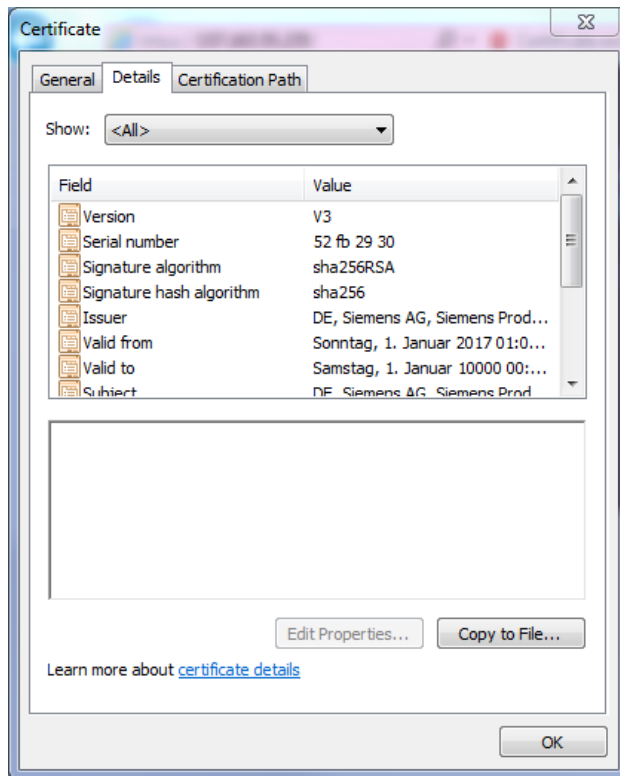 Certificate
General Details Certification Path
Show: <All>
Field Value
Version V3
Serial number 52 fb 29 30
Signature algorithm sha256RSA
Signature hash algorithm sha256
Issuer DE, Siemens AG, Siemens Prod...
Valid from Sonntag, 1. Januar 2017 01:0...
Valid to Samstag, 1. Januar 10000 00:...
Subject DE, Siemens AG, Siemens Prod
Edit Properties... Copy to File...
Learn more about certificate details
OK